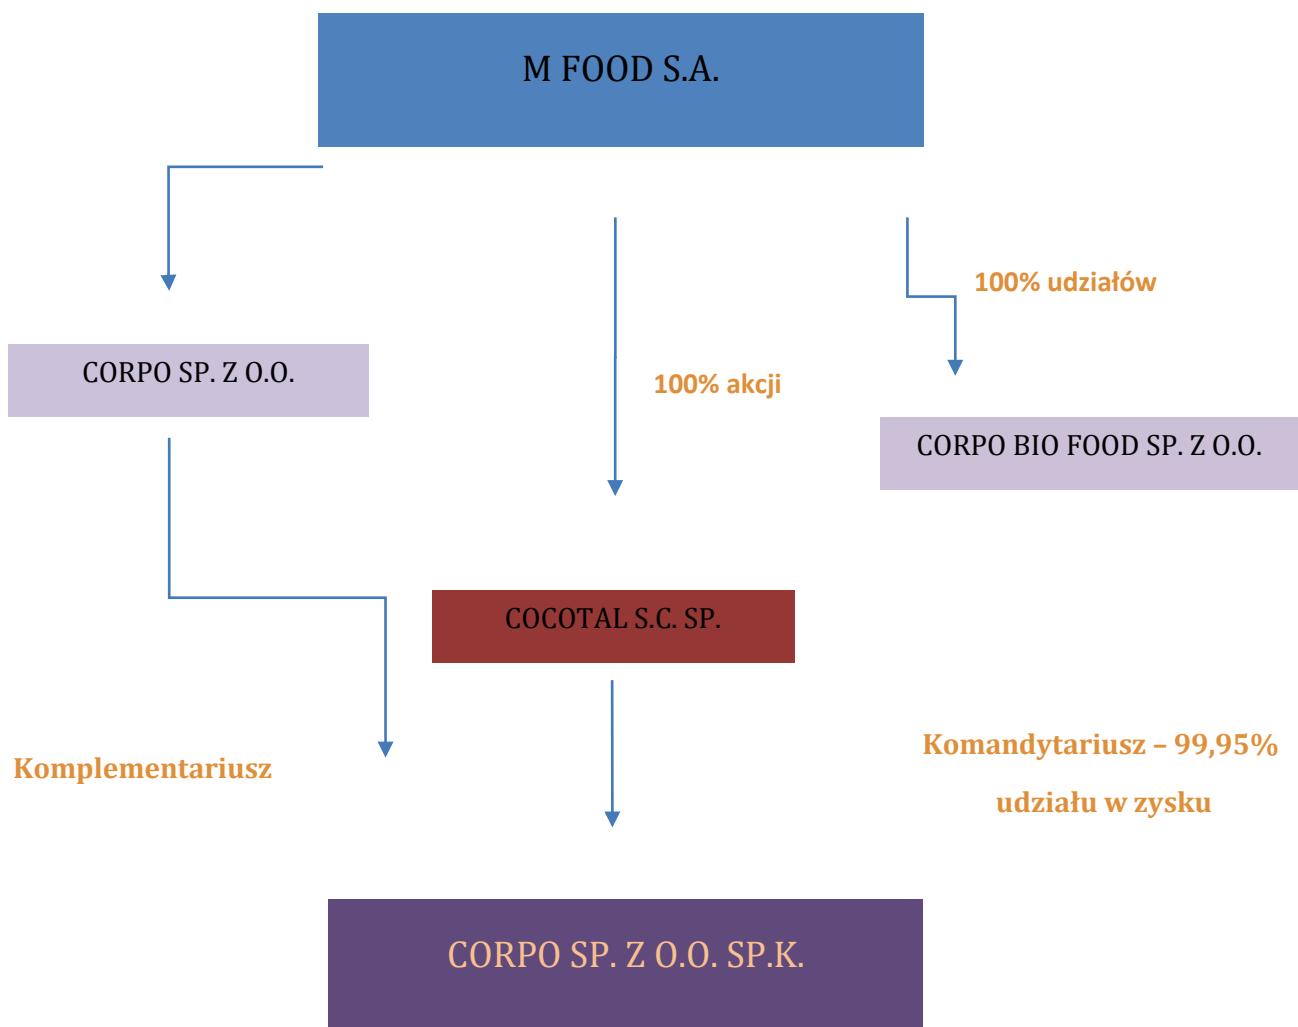 M FOOD S.A.
100% udziałów
CORPO SP. Z O.O.
100% akcji
CORPO BIO FOOD SP. Z O.O.
COCOTAL S.C. SP.
Komplementariusz
Komandytariusz – 99,95%
udziału w zysku
CORPO SP. Z O.O. SP.K.